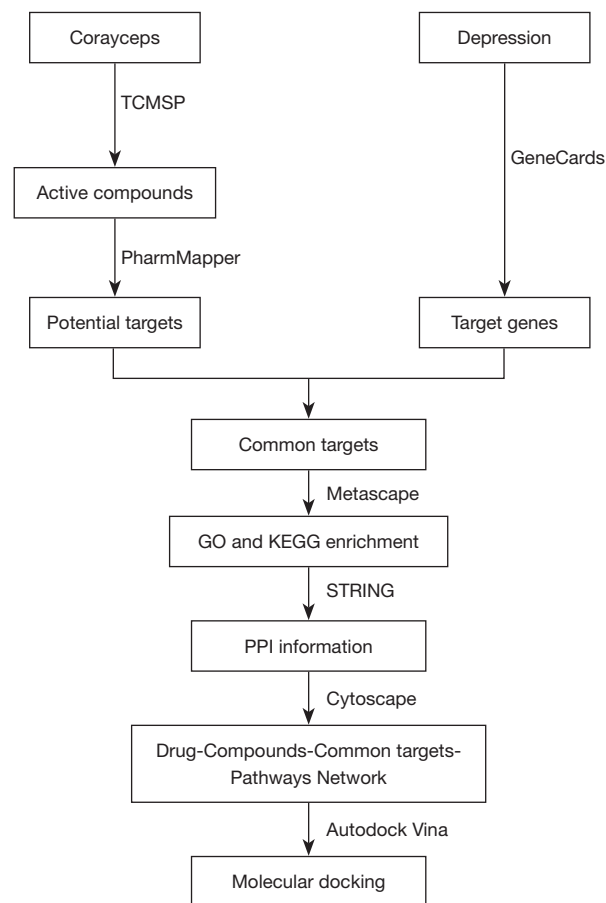 Corayceps
Depression
TCMSP
GeneCards
Active compounds
PharmMapper
Potential targets
Target genes
Common targets
Metascape
GO and KEGG enrichment
STRING
PPI information
Cytoscape
Drug-Compounds-Common targets-
Pathways Network
Autodock Vina
Molecular docking